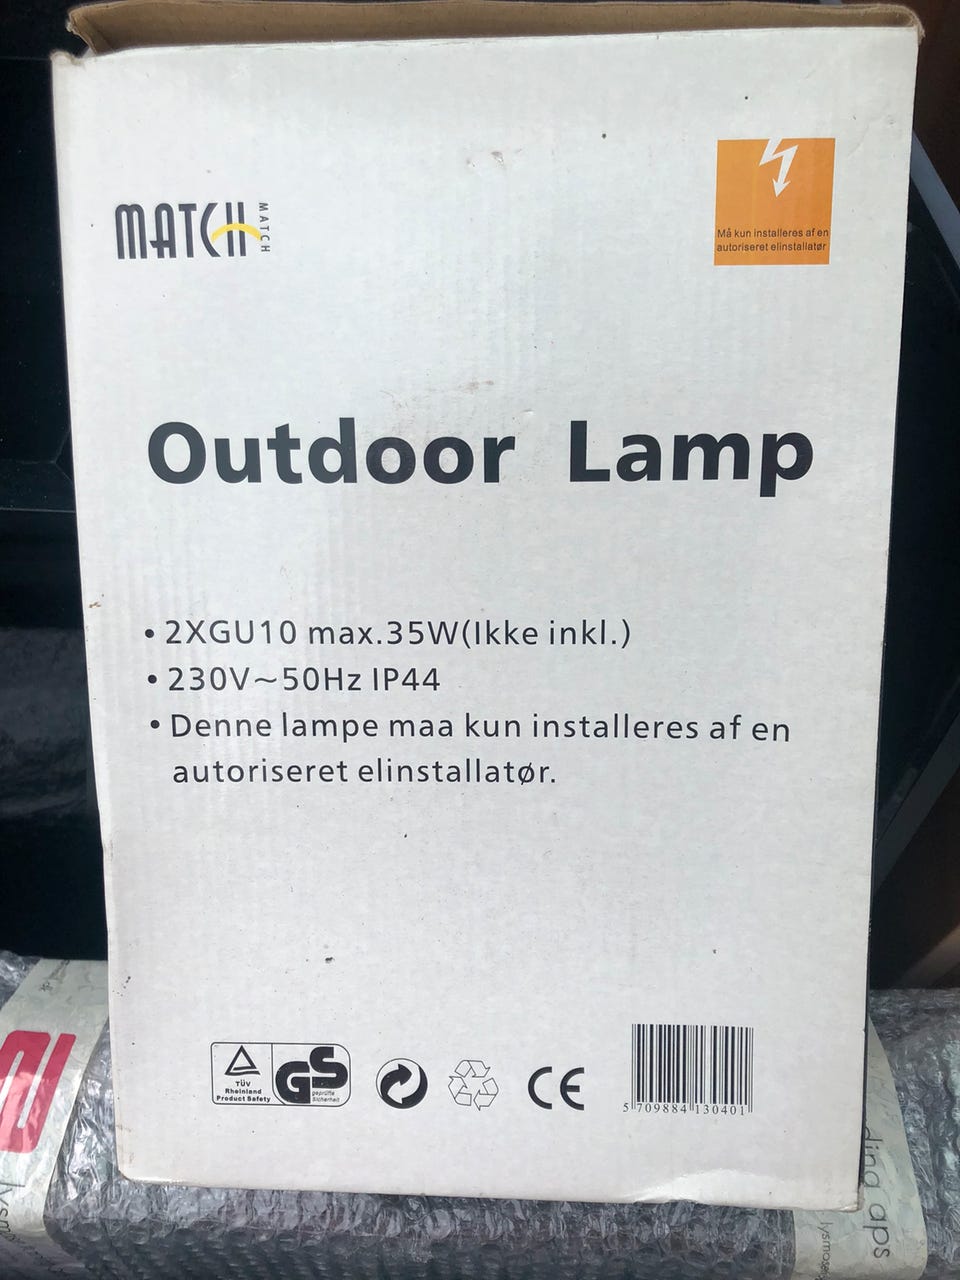 MATCH
MATCH
Må kun installeres af en
autoriseret elinstallatør
Outdoor Lamp
• 2XGU10 max.35W(Ikke inkl.)
• 230V~50Hz IP44
• Denne lampe maa kun installeres af en
autoriseret elinstallatør.
TÜV
Rheinland
Product Safety
GS
geprüfte
Sicherheit
CE
5 709884 130401